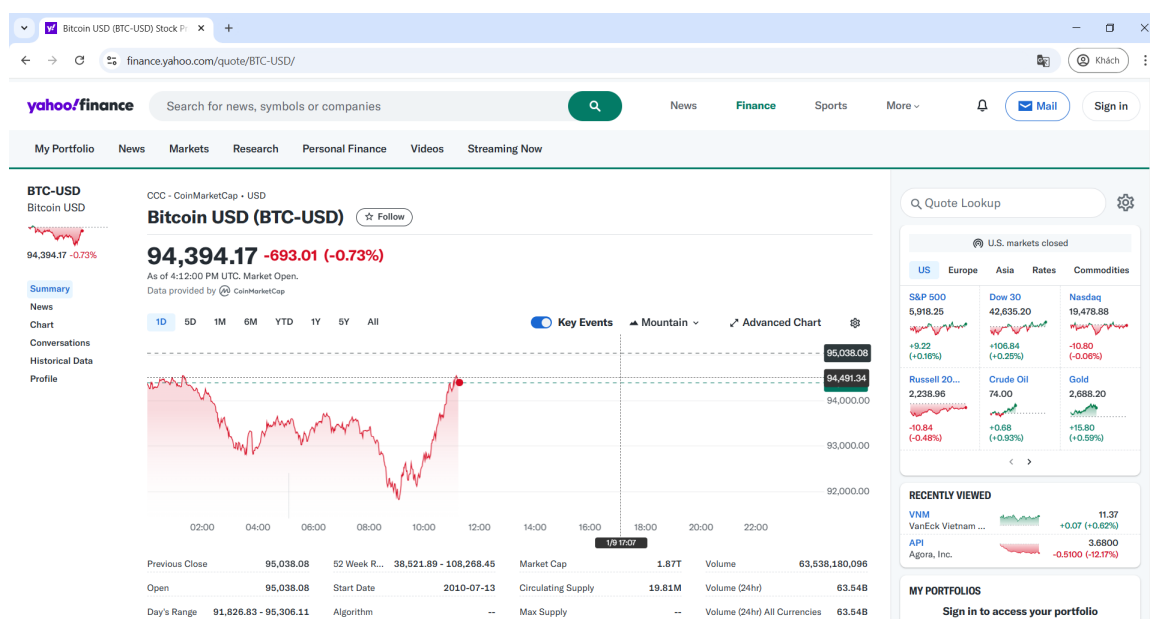 Bitcoin USD (BTC-USD) Stock Pr
finance.yahoo.com/quote/BTC-USD/
Khách
yahoo!finance
Search for news, symbols or companies
News
Finance
Sports
More
Mail
Sign in
My Portfolio
News
Markets
Research
Personal Finance
Videos
Streaming Now
BTC-USD
Bitcoin USD
94,394.17 -0.73%
Summary
News
Chart
Conversations
Historical Data
Profile
CCC - CoinMarketCap • USD
Bitcoin USD (BTC-USD)
Follow
94,394.17 -693.01 (-0.73%)
As of 4:12:00 PM UTC. Market Open.
Data provided by CoinMarketCap
1D 5D 1M 6M YTD 1Y 5Y All
Key Events
Mountain
Advanced Chart
95,038.08
94,491.34
94,000.00
93,000.00
92,000.00
02:00 04:00 06:00 08:00 10:00 12:00 14:00 16:00 18:00 20:00 22:00
1/9 17:07
Previous Close 95,038.08 52 Week R... 38,521.89 - 108,268.45 Market Cap 1.87T Volume 63,538,180,096
Open 95,038.08 Start Date 2010-07-13 Circulating Supply 19.81M Volume (24hr) 63.54B
Day's Range 91,826.83 - 95,306.11 Algorithm -- Max Supply -- Volume (24hr) All Currencies 63.54B
Quote Lookup
U.S. markets closed
US Europe Asia Rates Commodities
S&P 500 Dow 30 Nasdaq
5,918.25 42,635.20 19,478.88
+9.22 +106.84 -10.80
(+0.16%) (+0.25%) (-0.06%)
Russell 20... Crude Oil Gold
2,238.96 74.00 2,688.20
-10.84 +0.68 +15.80
(-0.48%) (+0.93%) (+0.59%)
RECENTLY VIEWED
VNM 11.37
VanEck Vietnam ... +0.07 (+0.62%)
API 3.6800
Agora, Inc. -0.5100 (-12.17%)
MY PORTFOLIOS
Sign in to access your portfolio